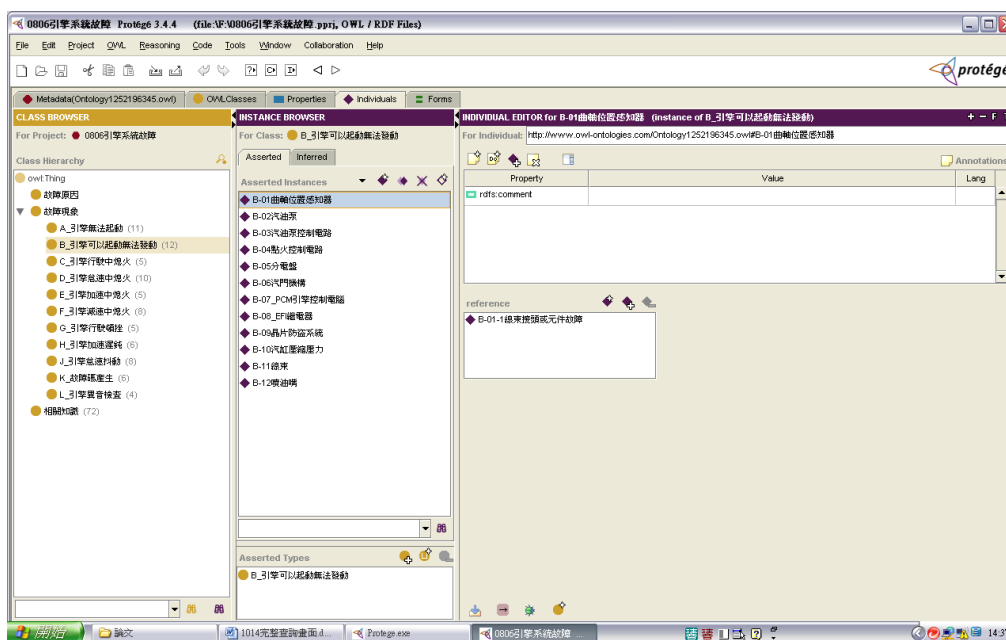 0806引擎系統故障 Protégé 3.4.4 (file:\F:\0806引擎系統故障.pprj, OWL / RDF Files)
File Edit Project OWL Reasoning Code Tools Window Collaboration Help
protégé
Metadata(Ontology1252196345.owl) OWLClasses Properties Individuals Forms
CLASS BROWSER
For Project: 0806引擎系統故障
Class Hierarchy
owl:Thing
故障原因
故障現象
A_引擎無法起動 (11)
B_引擎可以起動無法發動 (12)
C_引擎行駛中熄火 (5)
D_引擎怠速中熄火 (10)
E_引擎加速中熄火 (5)
F_引擎減速中熄火 (8)
G_引擎行駛頓挫 (5)
H_引擎加速遲鈍 (6)
J_引擎怠速抖動 (8)
K_故障碼產生 (6)
L_引擎異音檢查 (4)
相關知識 (72)
INSTANCE BROWSER
For Class: B_引擎可以起動無法發動
Asserted Inferred
Asserted Instances
B-01曲軸位置感知器
B-02汽油泵
B-03汽油泵控制電路
B-04點火控制電路
B-05分電盤
B-06汽門機構
B-07_PCM引擎控制電腦
B-08_EFI繼電器
B-09晶片防盜系統
B-10汽缸壓縮壓力
B-11線束
B-12噴油嘴
Asserted Types
B_引擎可以起動無法發動
INDIVIDUAL EDITOR for B-01曲軸位置感知器 (instance of B_引擎可以起動無法發動)
+ - F T
For Individual: http://www.owl-ontologies.com/Ontology1252196345.owl#B-01曲軸位置感知器
Annotations
Property Value Lang
rdfs:comment
reference
B-01-1線束接頭或元件故障
開始 論文 1014完整查詢畫面.d... Protege.exe 0806引擎系統故障 ... 14:3